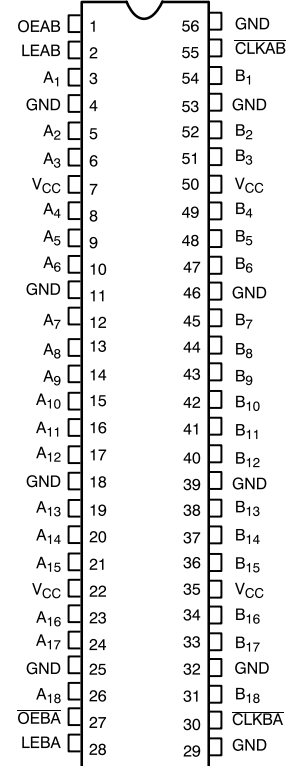 OEAB 1 56 GND
LEAB 2 55 CLKAB
A1 3 54 B1
GND 4 53 GND
A2 5 52 B2
A3 6 51 B3
VCC 7 50 VCC
A4 8 49 B4
A5 9 48 B5
A6 10 47 B6
GND 11 46 GND
A7 12 45 B7
A8 13 44 B8
A9 14 43 B9
A10 15 42 B10
A11 16 41 B11
A12 17 40 B12
GND 18 39 GND
A13 19 38 B13
A14 20 37 B14
A15 21 36 B15
VCC 22 35 VCC
A16 23 34 B16
A17 24 33 B17
GND 25 32 GND
A18 26 31 B18
OEBA 27 30 CLKBA
LEBA 28 29 GND